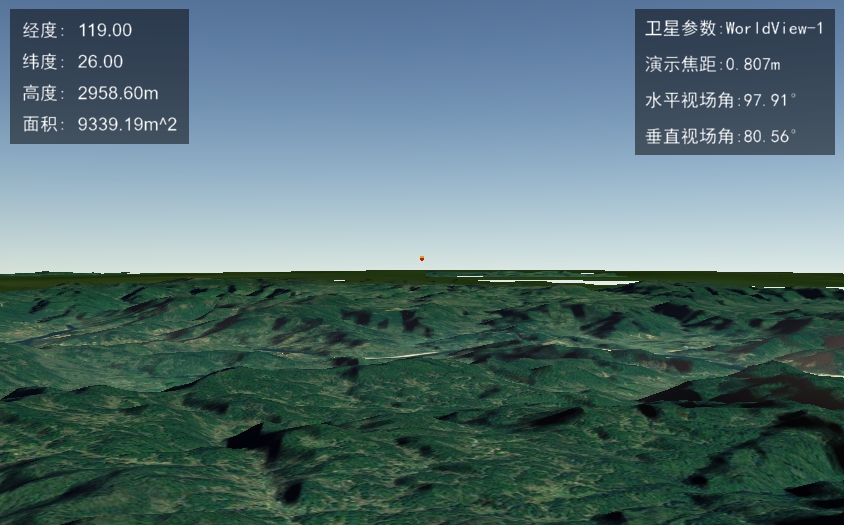 经度: 119.00
纬度: 26.00
高度: 2958.60m
面积: 9339.19m^2
卫星参数:WorldView-1
演示焦距:0.807m
水平视场角:97.91°
垂直视场角:80.56°